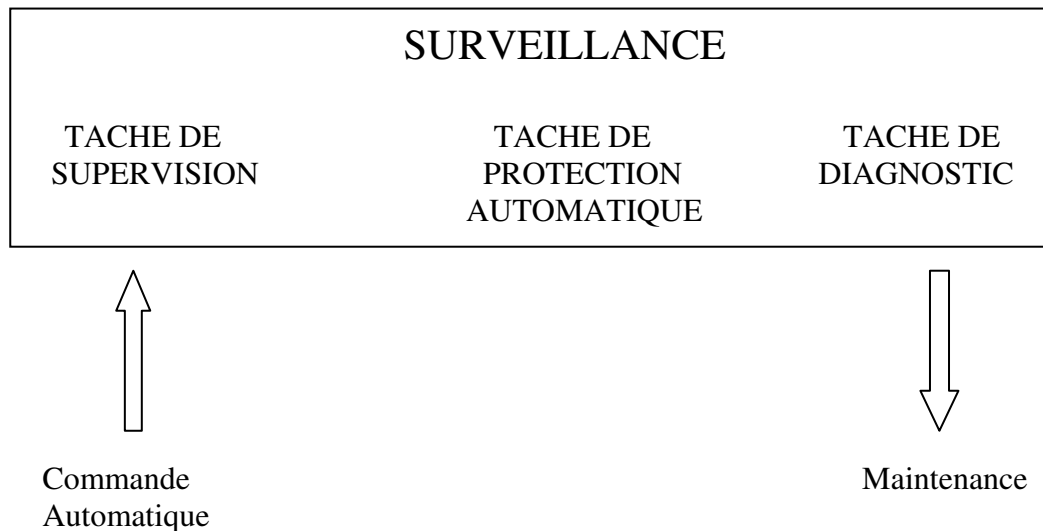 SURVEILLANCE
TACHE DE
SUPERVISION
TACHE DE
PROTECTION
AUTOMATIQUE
TACHE DE
DIAGNOSTIC
Commande
Automatique
Maintenance